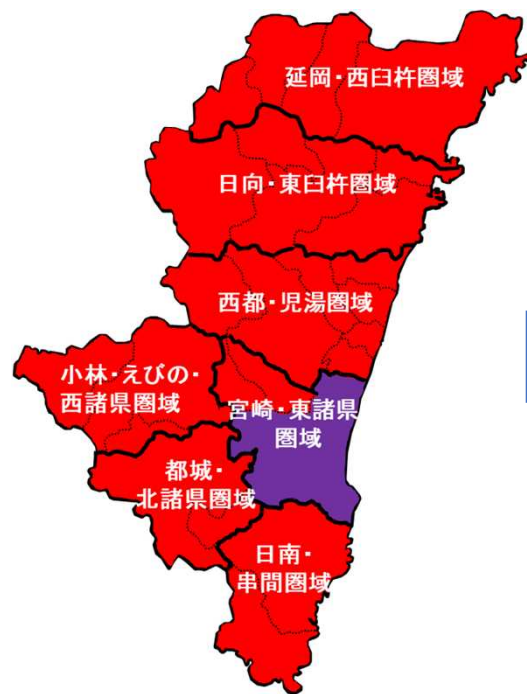 延岡・西臼杵圏域
日向・東臼杵圏域
西都・児湯圏域
小林・えびの・
西諸県圏域
宮崎・東諸県
圏域
都城・
北諸県圏域
日南・
串間圏域